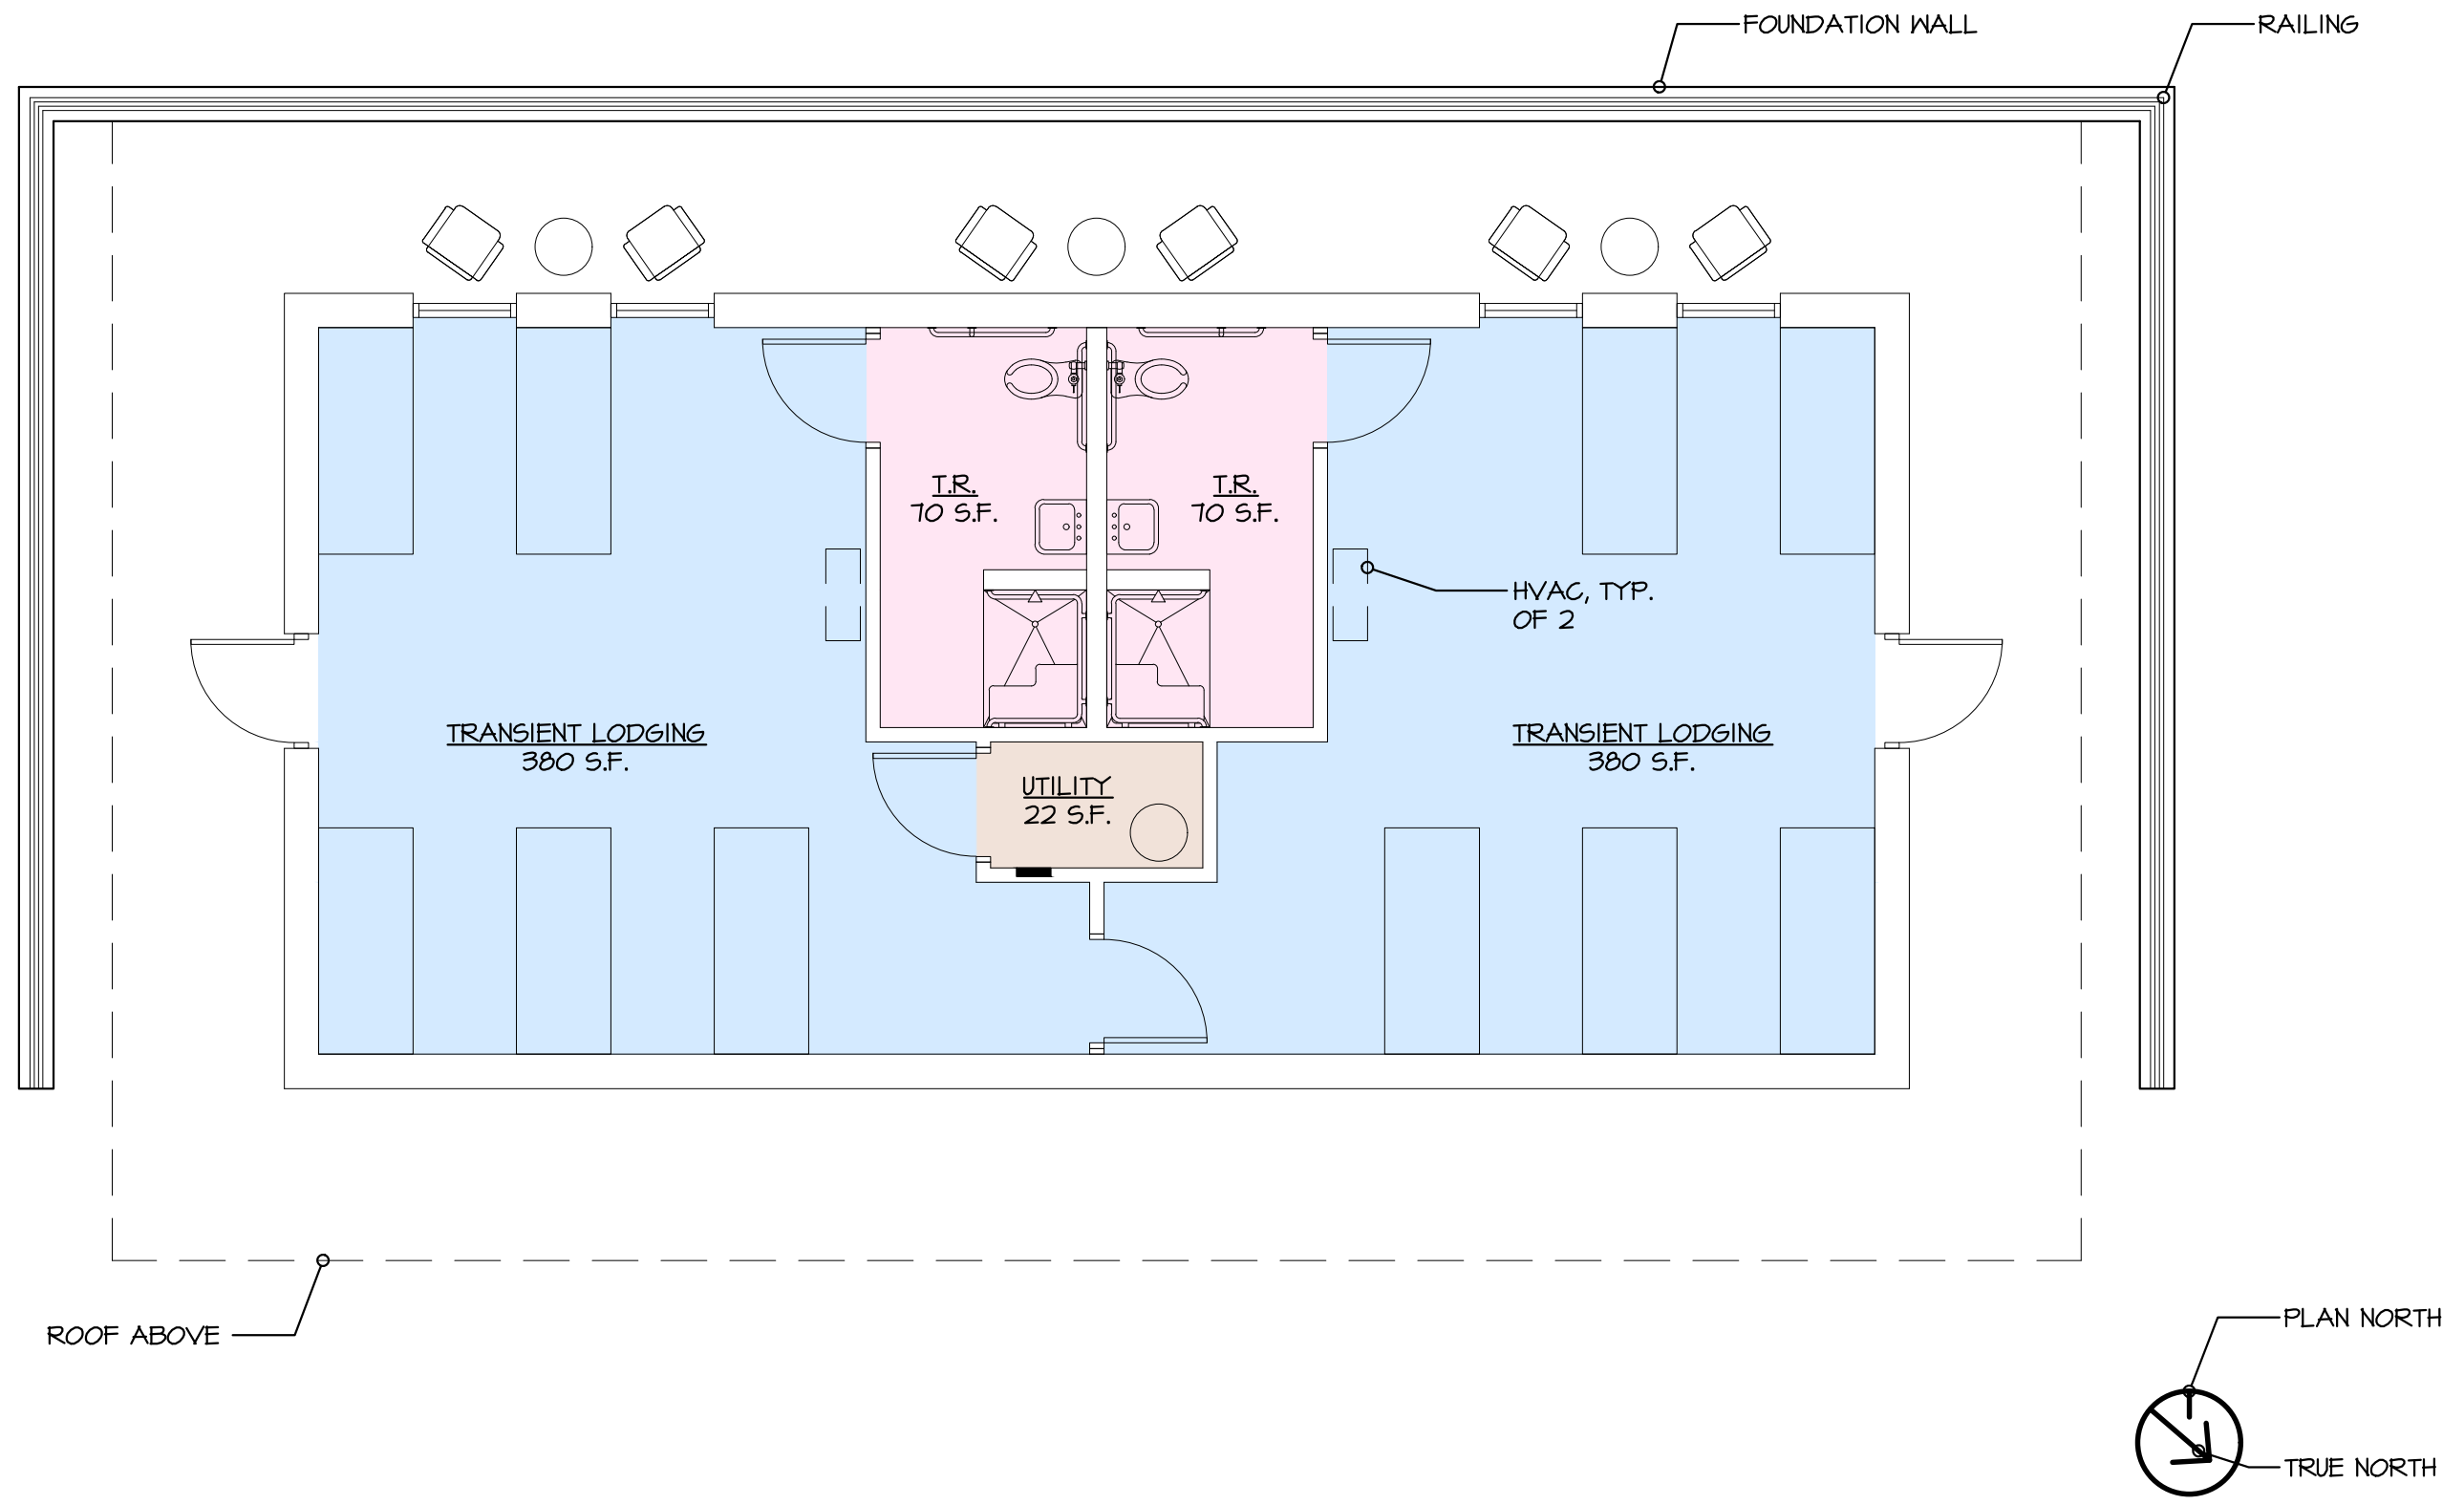 FOUNDATION WALL
RAILING
T.R.
70 S.F.
T.R.
70 S.F.
HVAC, TYP.
OF 2
TRANSIENT LODGING
380 S.F.
TRANSIENT LODGING
380 S.F.
UTILITY
22 S.F.
ROOF ABOVE
PLAN NORTH
TRUE NORTH